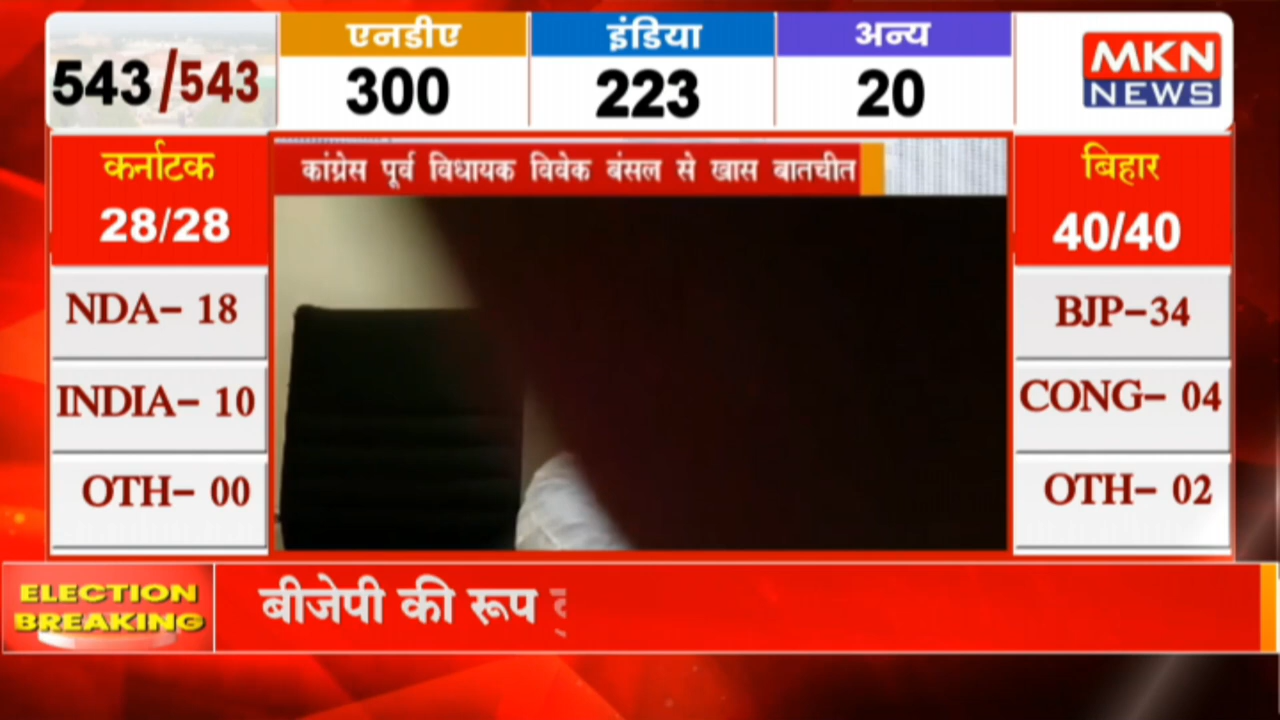 543/543
एनडीए
300
इंडिया
223
अन्य
20
MKN
NEWS
कर्नाटक
28/28
NDA- 18
INDIA- 10
OTH- 00
कांग्रेस पूर्व विधायक विवेक बंसल से खास बातचीत
बिहार
40/40
BJP-34
CONG- 04
OTH- 02
ELECTION
BREAKING
बीजेपी की रूप